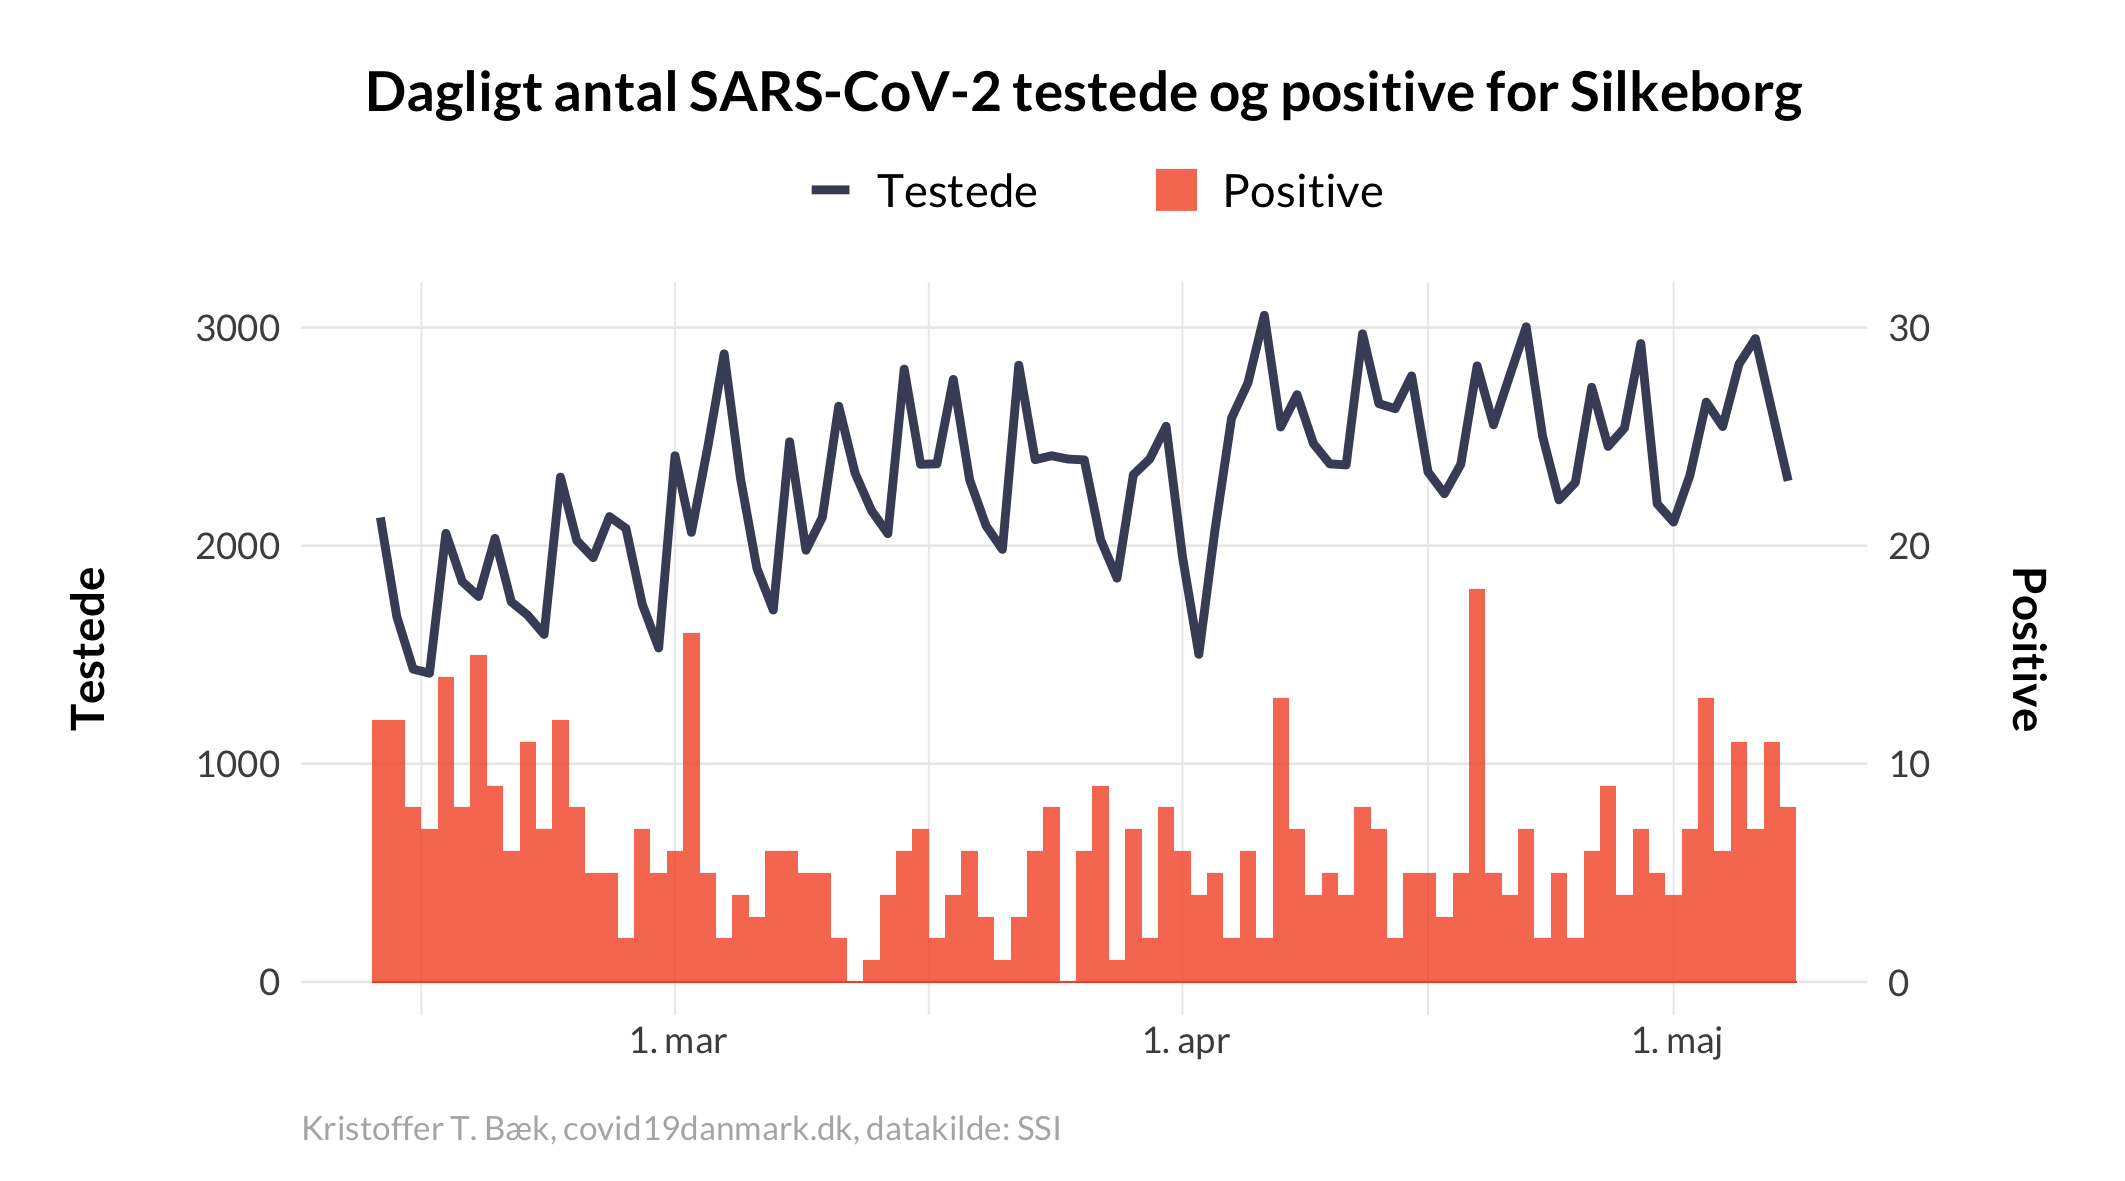 Dagligt antal SARS-CoV-2 testede og positive for Silkeborg
Testede
Positive
3000
2000
1000
0
Testede
30
20
10
0
Positive
1. mar
1. apr
1. maj
Kristoffer T. Bæk, covid19danmark.dk, datakilde: SSI